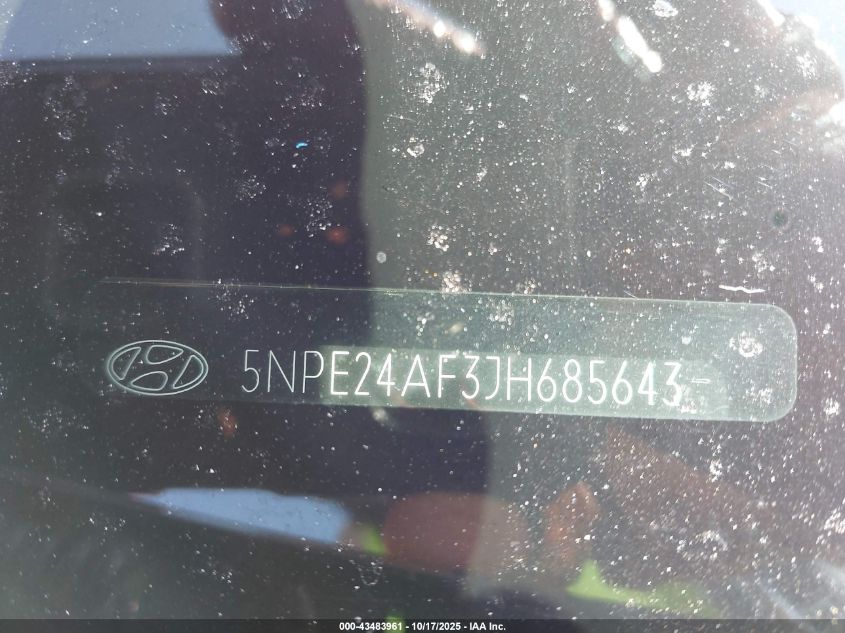 5NPE24AF3JH685643-
000-43483961 - 10/17/2025 - IAA Inc.